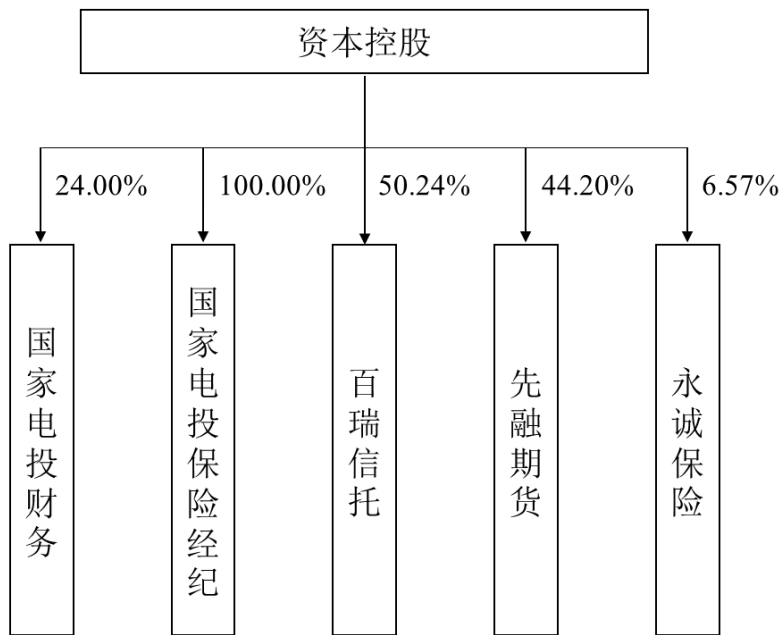 资本控股
24.00%
100.00%
50.24%
44.20%
6.57%
国家电投财务
国家电投保险经纪
百瑞信托
先融期货
永诚保险